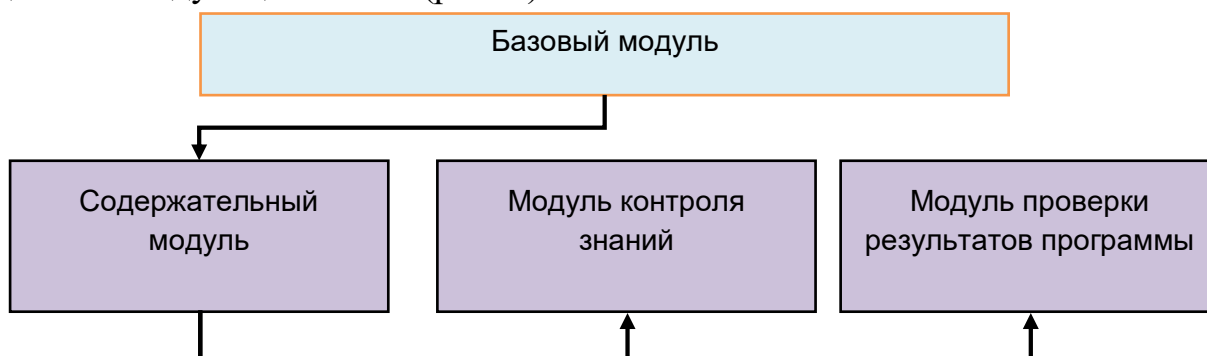 Базовый модуль
Содержательный
модуль
Модуль контроля
знаний
Модуль проверки
результатов программы